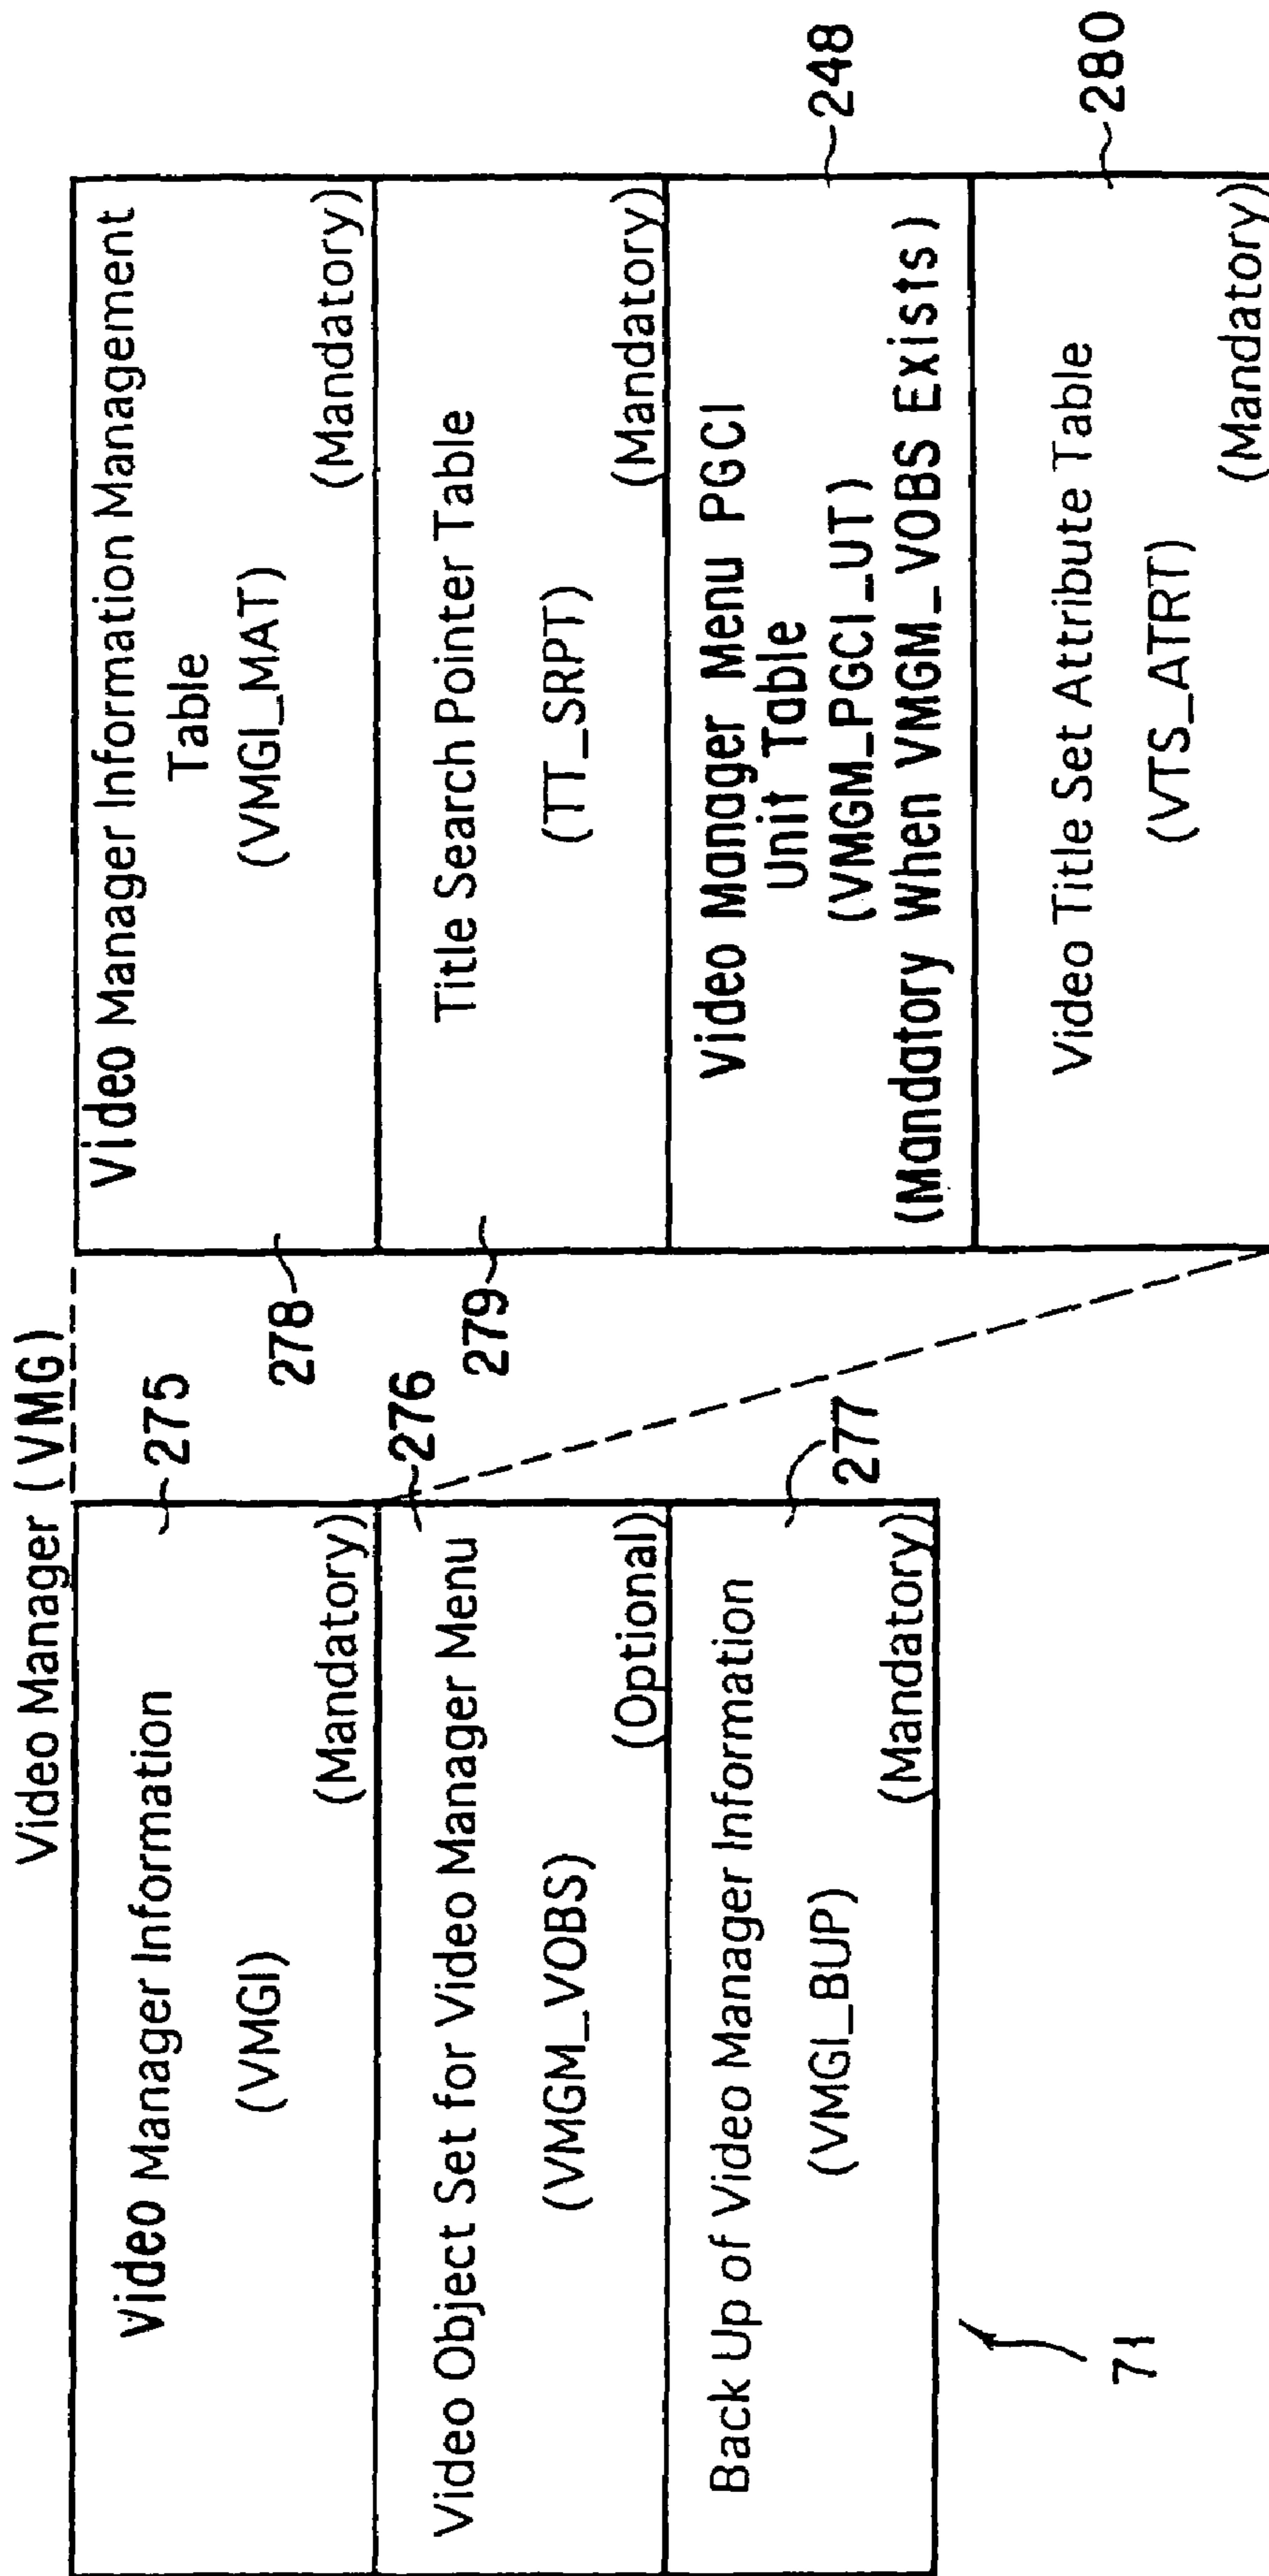 Video Manager (VMG)
Video Manager Information
(VMGI)
(Mandatory)
275
Video Object Set for Video Manager Menu
(VMGM_VOBS)
(Optional)
276
Back Up of Video Manager Information
(VMGI_BUP)
(Mandatory)
277
71
Video Manager Information Management
Table
(VMGI_MAT)
(Mandatory)
278
Title Search Pointer Table
(TT_SRPT)
(Mandatory)
279
Video Manager Menu PGCI
Unit Table
(VMGM_PGCI_UT)
(Mandatory When VMGM_VOBS Exists)
248
Video Title Set Attribute Table
(VTS_ATRT)
(Mandatory)
280